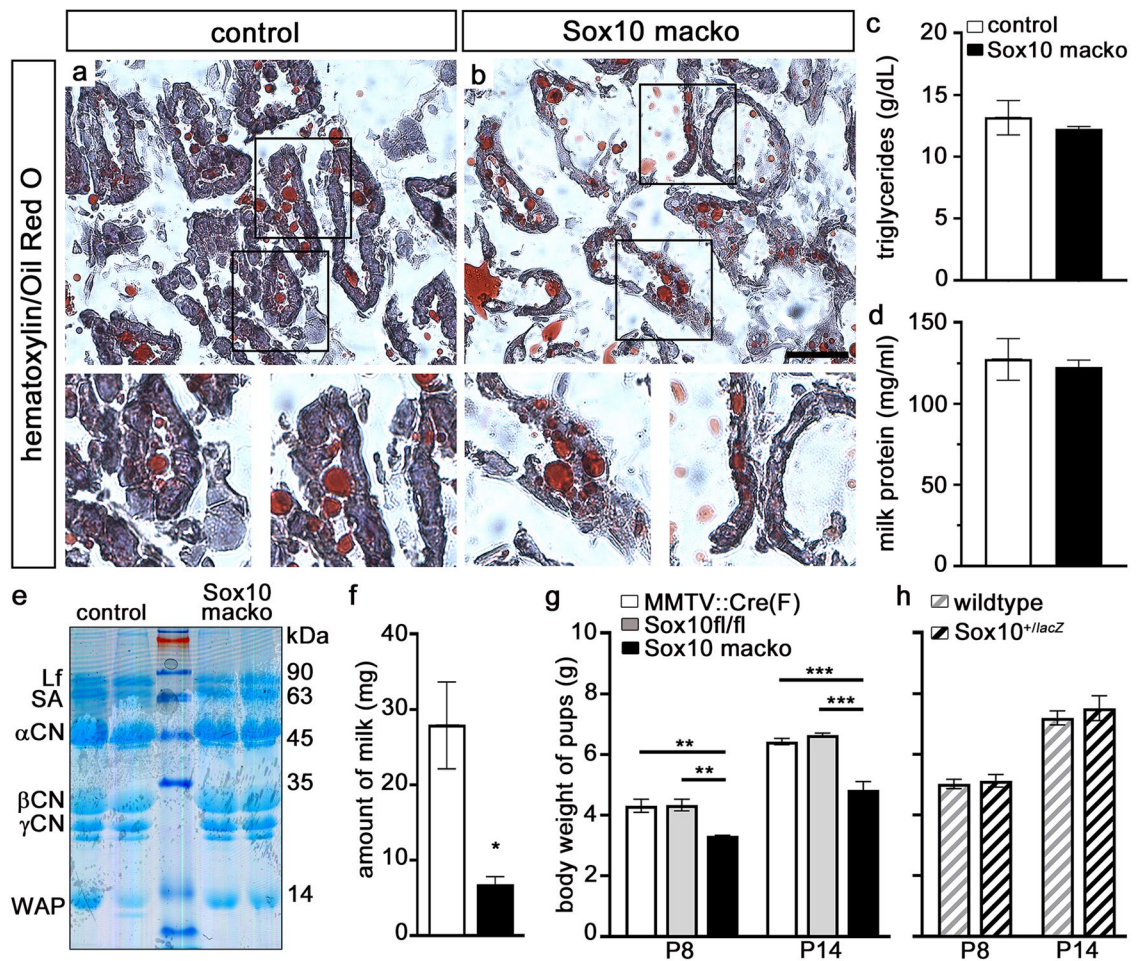 control
Sox10 macko
hematoxylin/Oil Red O
a
b
c
control
Sox10 macko
triglycerides (g/dL)
20
15
10
5
0
d
milk protein (mg/ml)
150
100
50
0
e
control
Sox10
macko
kDa
Lf
SA
αCN
βCN
γCN
WAP
90
63
45
35
14
f
amount of milk (mg)
40
30
20
10
0
*
g
MMTV::Cre(F)
Sox10fl/fl
Sox10 macko
body weight of pups (g)
10
8
6
4
2
0
**
**
***
***
P8
P14
h
wildtype
Sox10+/lacZ
P8
P14